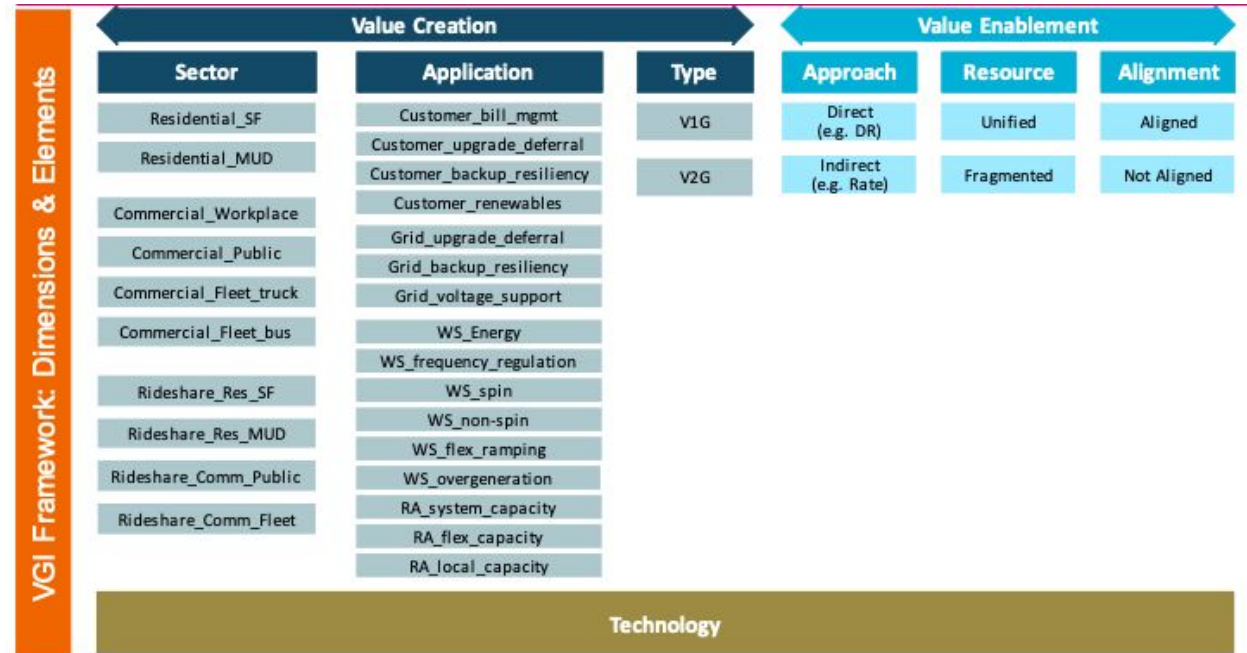 VGI Framework: Dimensions & Elements
Value Creation
Value Enablement
Sector
Application
Type
Approach
Resource
Alignment
Residential_SF
Residential_MUD
Commercial_Workplace
Commercial_Public
Commercial_Fleet_truck
Commercial_Fleet_bus
Rideshare_Res_SF
Rideshare_Res_MUD
Rideshare_Comm_Public
Rideshare_Comm_Fleet
Customer_bill_mgmt
Customer_upgrade_deferral
Customer_backup_resiliency
Customer_renewables
Grid_upgrade_deferral
Grid_backup_resiliency
Grid_voltage_support
WS_Energy
WS_frequency_regulation
WS_spin
WS_non-spin
WS_flex_ramping
WS_overgeneration
RA_system_capacity
RA_flex_capacity
RA_local_capacity
V1G
V2G
Direct
(e.g. DR)
Indirect
(e.g. Rate)
Unified
Fragmented
Aligned
Not Aligned
Technology